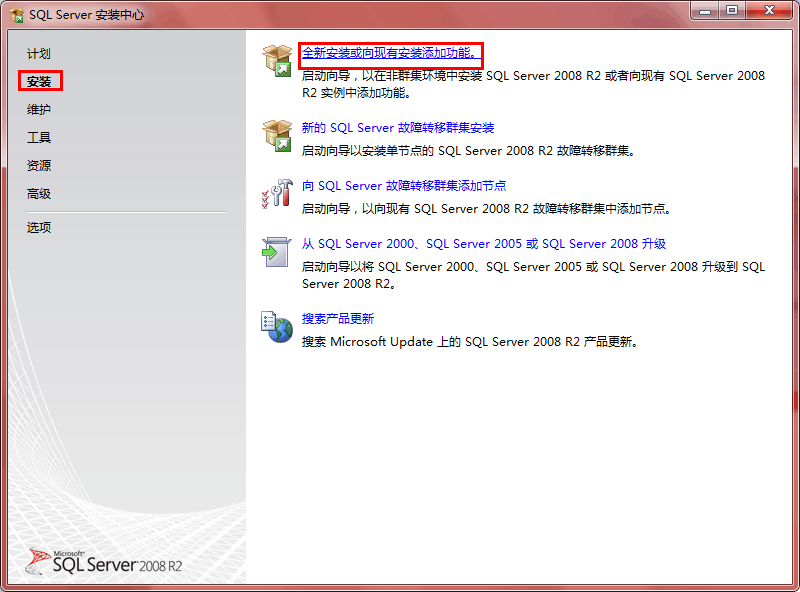 SQL Server 安装中心
计划
安装
维护
工具
资源
高级
选项
全新安装或向现有安装添加功能。
启动向导，以在非群集环境中安装 SQL Server 2008 R2 或者向现有 SQL Server 2008
R2 实例中添加功能。
新的 SQL Server 故障转移群集安装
启动向导以安装单节点的 SQL Server 2008 R2 故障转移群集。
向 SQL Server 故障转移群集添加节点
启动向导，以向现有 SQL Server 2008 R2 故障转移群集中添加节点。
从 SQL Server 2000、SQL Server 2005 或 SQL Server 2008 升级
启动向导以将 SQL Server 2000、SQL Server 2005 或 SQL Server 2008 升级到 SQL
Server 2008 R2。
搜索产品更新
搜索 Microsoft Update 上的 SQL Server 2008 R2 产品更新。
Microsoft®
SQL Server 2008 R2